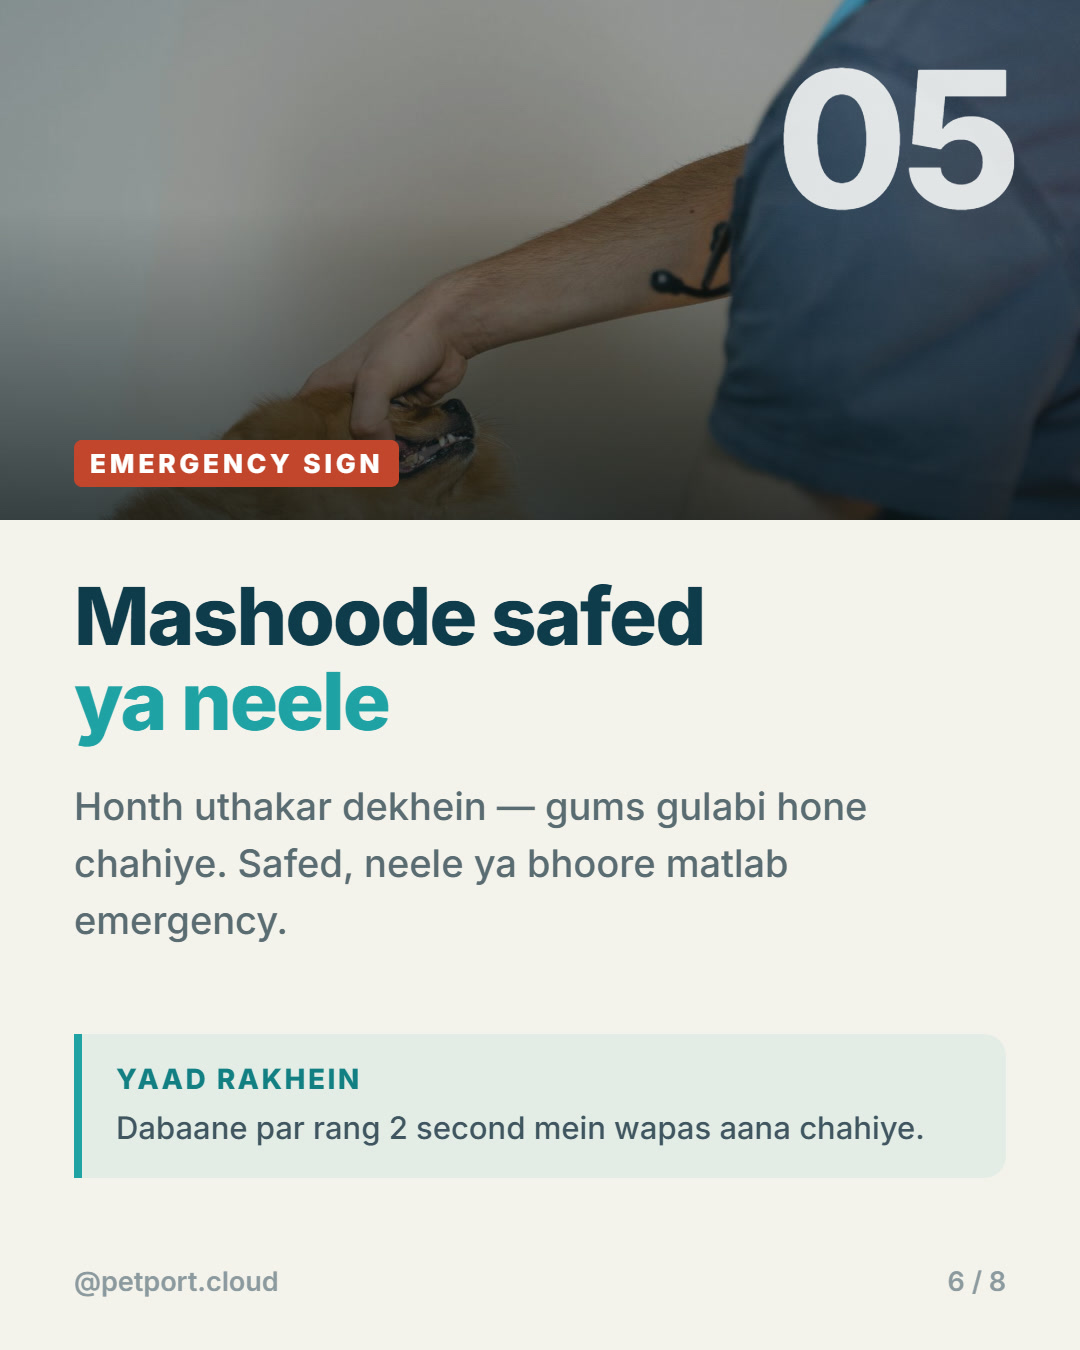 05
EMERGENCY SIGN
Mashoode safed
ya neele
Honth uthakar dekhein — gums gulabi hone
chahiye. Safed, neele ya bhoore matlab
emergency.
YAAD RAKHEIN
Dabaane par rang 2 second mein wapas aana chahiye.
@petport.cloud
6 / 8